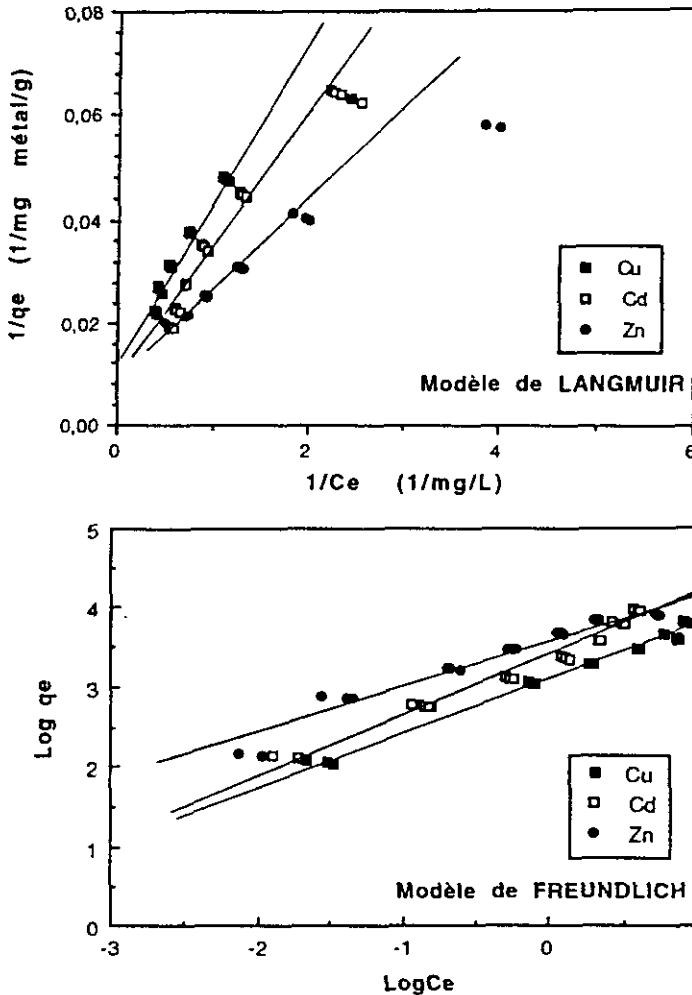 0,08
0,06
0,04
0,02
0,00
1/qe (1/mg métal/g)
Cu
Cd
Zn
Modèle de LANGMUIR
0 2 4 6
1/Ce (1/mg/L)
5
4
3
2
1
0
Log qe
Cu
Cd
Zn
Modèle de FREUNDLICH
-3 -2 -1 0
LogCe